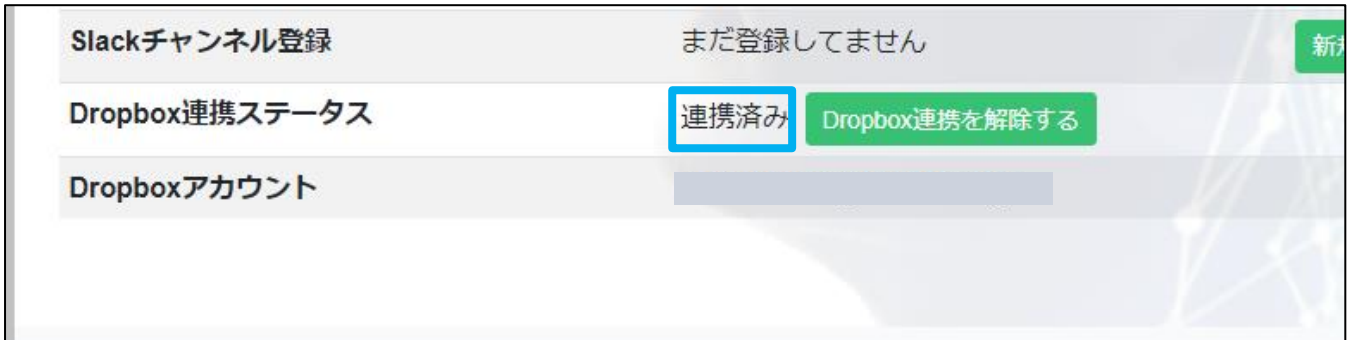 Slackチャンネル登録 まだ登録してません 新規
Dropbox連携ステータス 連携済み Dropbox連携を解除する
Dropboxアカウント